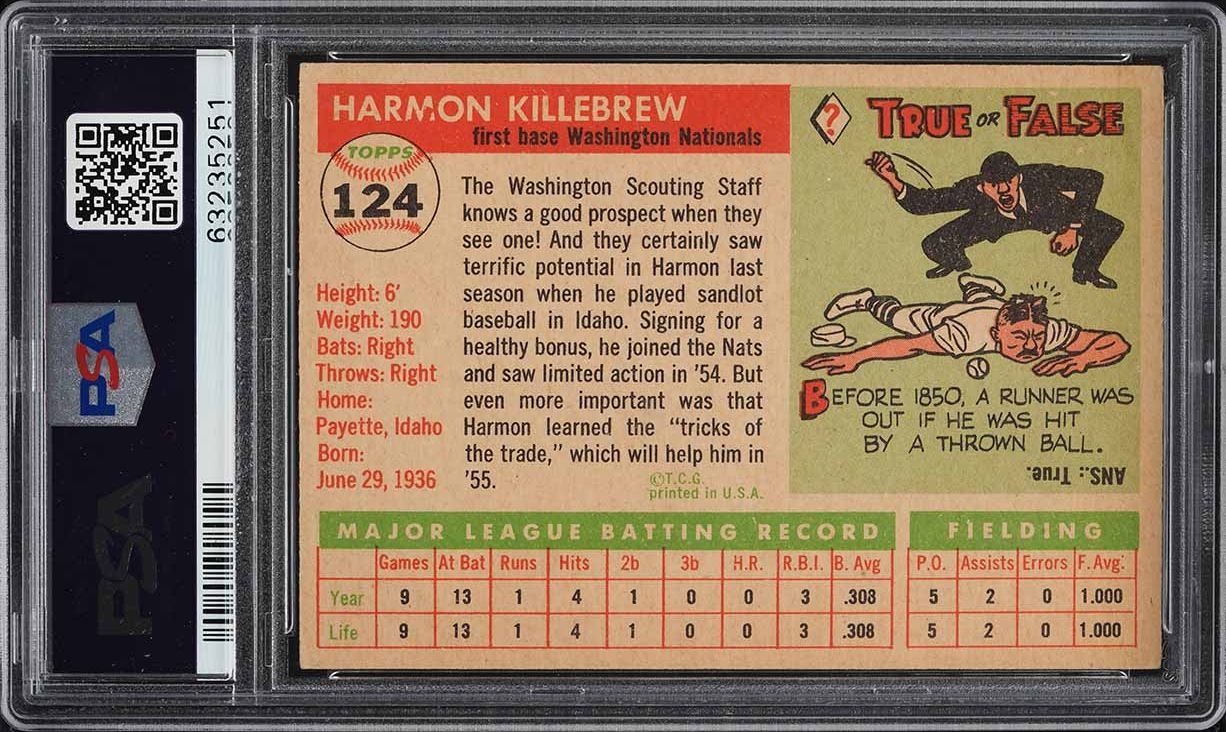 PSA
63235251
PSA
HARMON KILLEBREW
first base Washington Nationals
TOPPS
124
Height: 6'
Weight: 190
Bats: Right
Throws: Right
Home:
Payette, Idaho
Born:
June 29, 1936
The Washington Scouting Staff
knows a good prospect when they
see one! And they certainly saw
terrific potential in Harmon last
season when he played sandlot
baseball in Idaho. Signing for a
healthy bonus, he joined the Nats
and saw limited action in '54. But
even more important was that
Harmon learned the "tricks of
the trade," which will help him in
'55.
©T.C.G.
printed in U.S.A.
?
TRUE OR FALSE
BEFORE 1850, A RUNNER WAS
OUT IF HE WAS HIT
BY A THROWN BALL.
ANS.: True.
MAJOR LEAGUE BATTING RECORD
Games At Bat Runs Hits 2b 3b H.R. R.B.I. B. Avg
Year 9 13 1 4 1 0 0 3 .308
Life 9 13 1 4 1 0 0 3 .308
FIELDING
P.O. Assists Errors F. Avg.
5 2 0 1.000
5 2 0 1.000